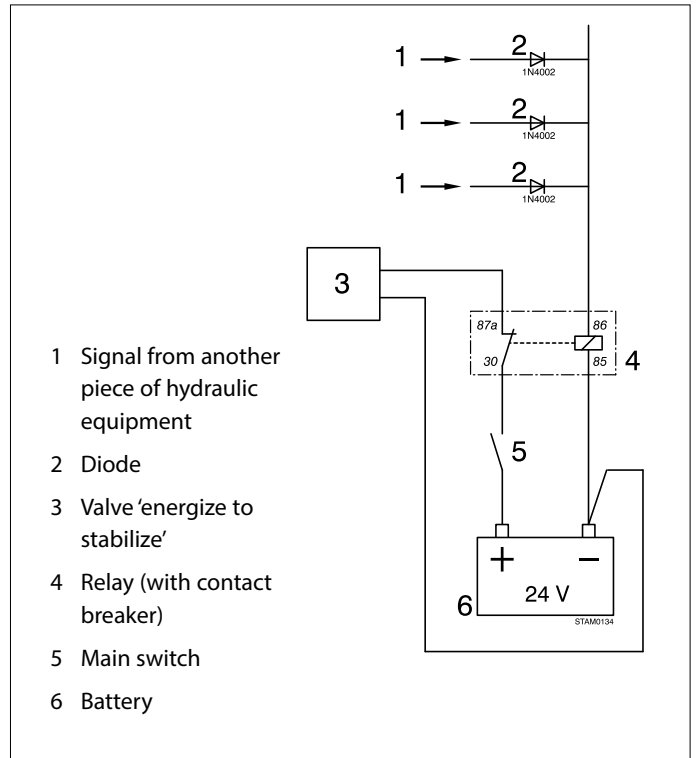 1 2
1N4002
1 2
1N4002
1 2
1N4002
3
87a 86
30 85 4
5
+ −
24 V
6
STAM0134
1 Signal from another
piece of hydraulic
equipment
2 Diode
3 Valve ‘energize to
stabilize’
4 Relay (with contact
breaker)
5 Main switch
6 Battery